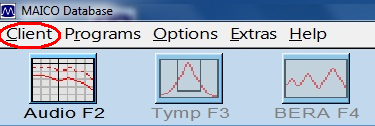 MAICO Database
Client Programs Options Extras Help
Audio F2 Tymp F3 BERA F4